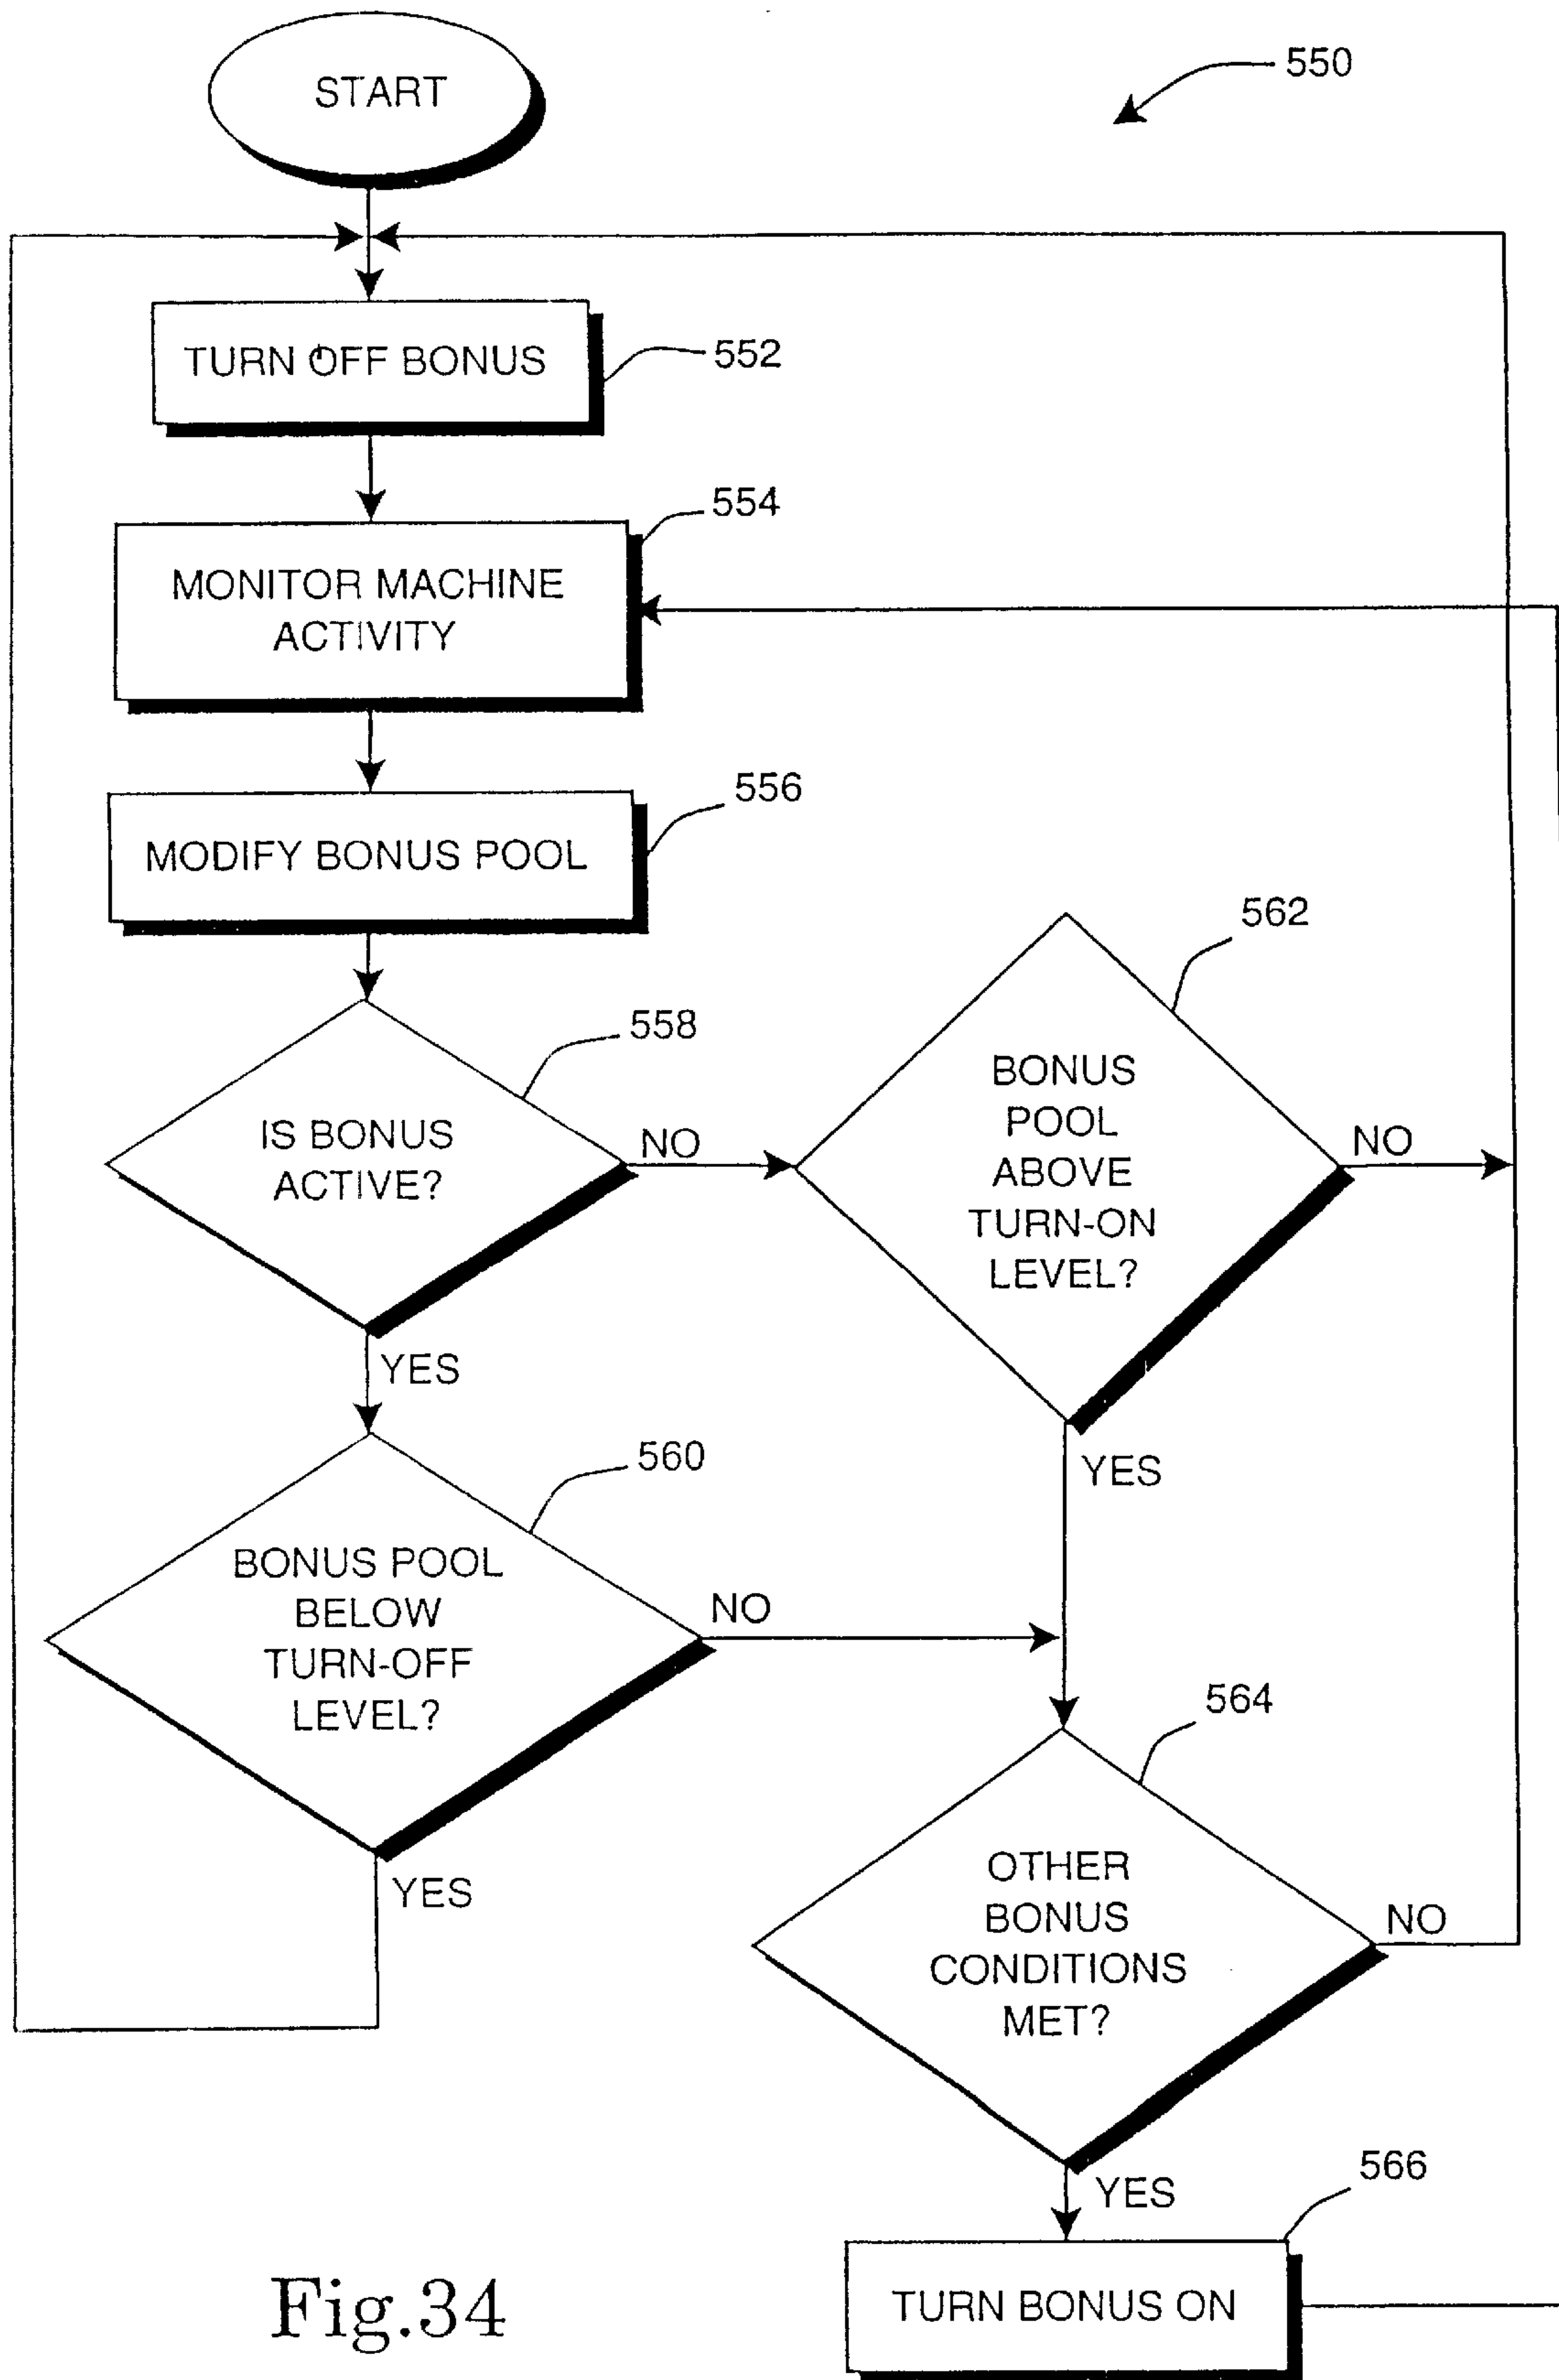 START
550
TURN OFF BONUS
552
554
MONITOR MACHINE
ACTIVITY
556
MODIFY BONUS POOL
562
558
BONUS
POOL
ABOVE
TURN-ON
LEVEL?
IS BONUS
ACTIVE?
NO
NO
YES
YES
560
BONUS POOL
BELOW
TURN-OFF
LEVEL?
NO
564
YES
OTHER
BONUS
CONDITIONS
MET?
NO
YES
566
TURN BONUS ON
Fig.34